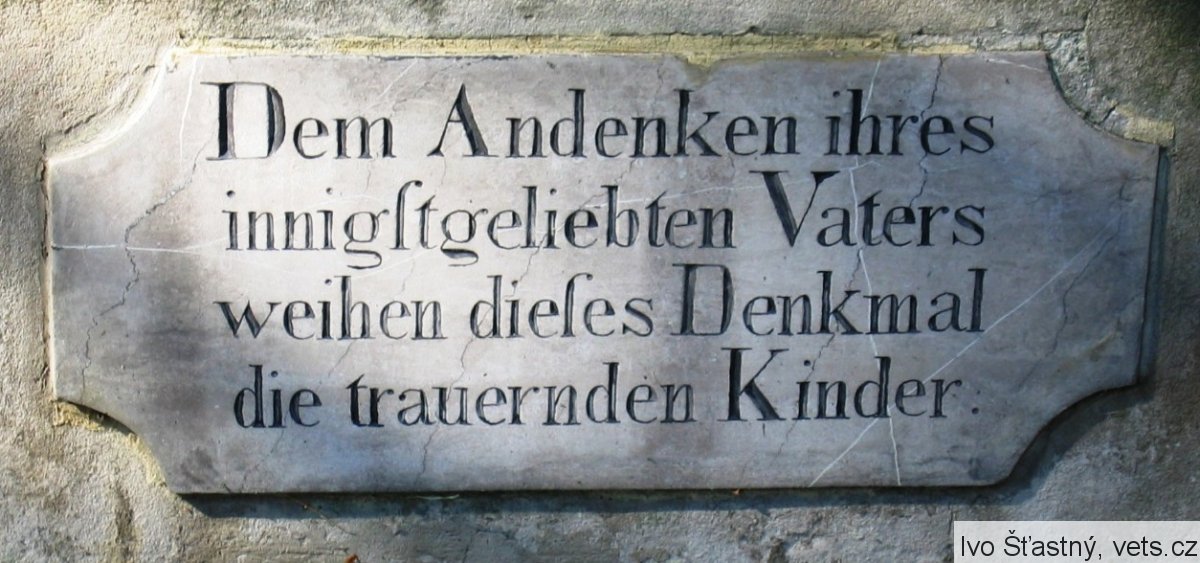 Dem Andenken ihres
innigſtgeliebten Vaters
weihen dieſes Denkmal
die trauernden Kinder.
Ivo Šťastný, vets.cz